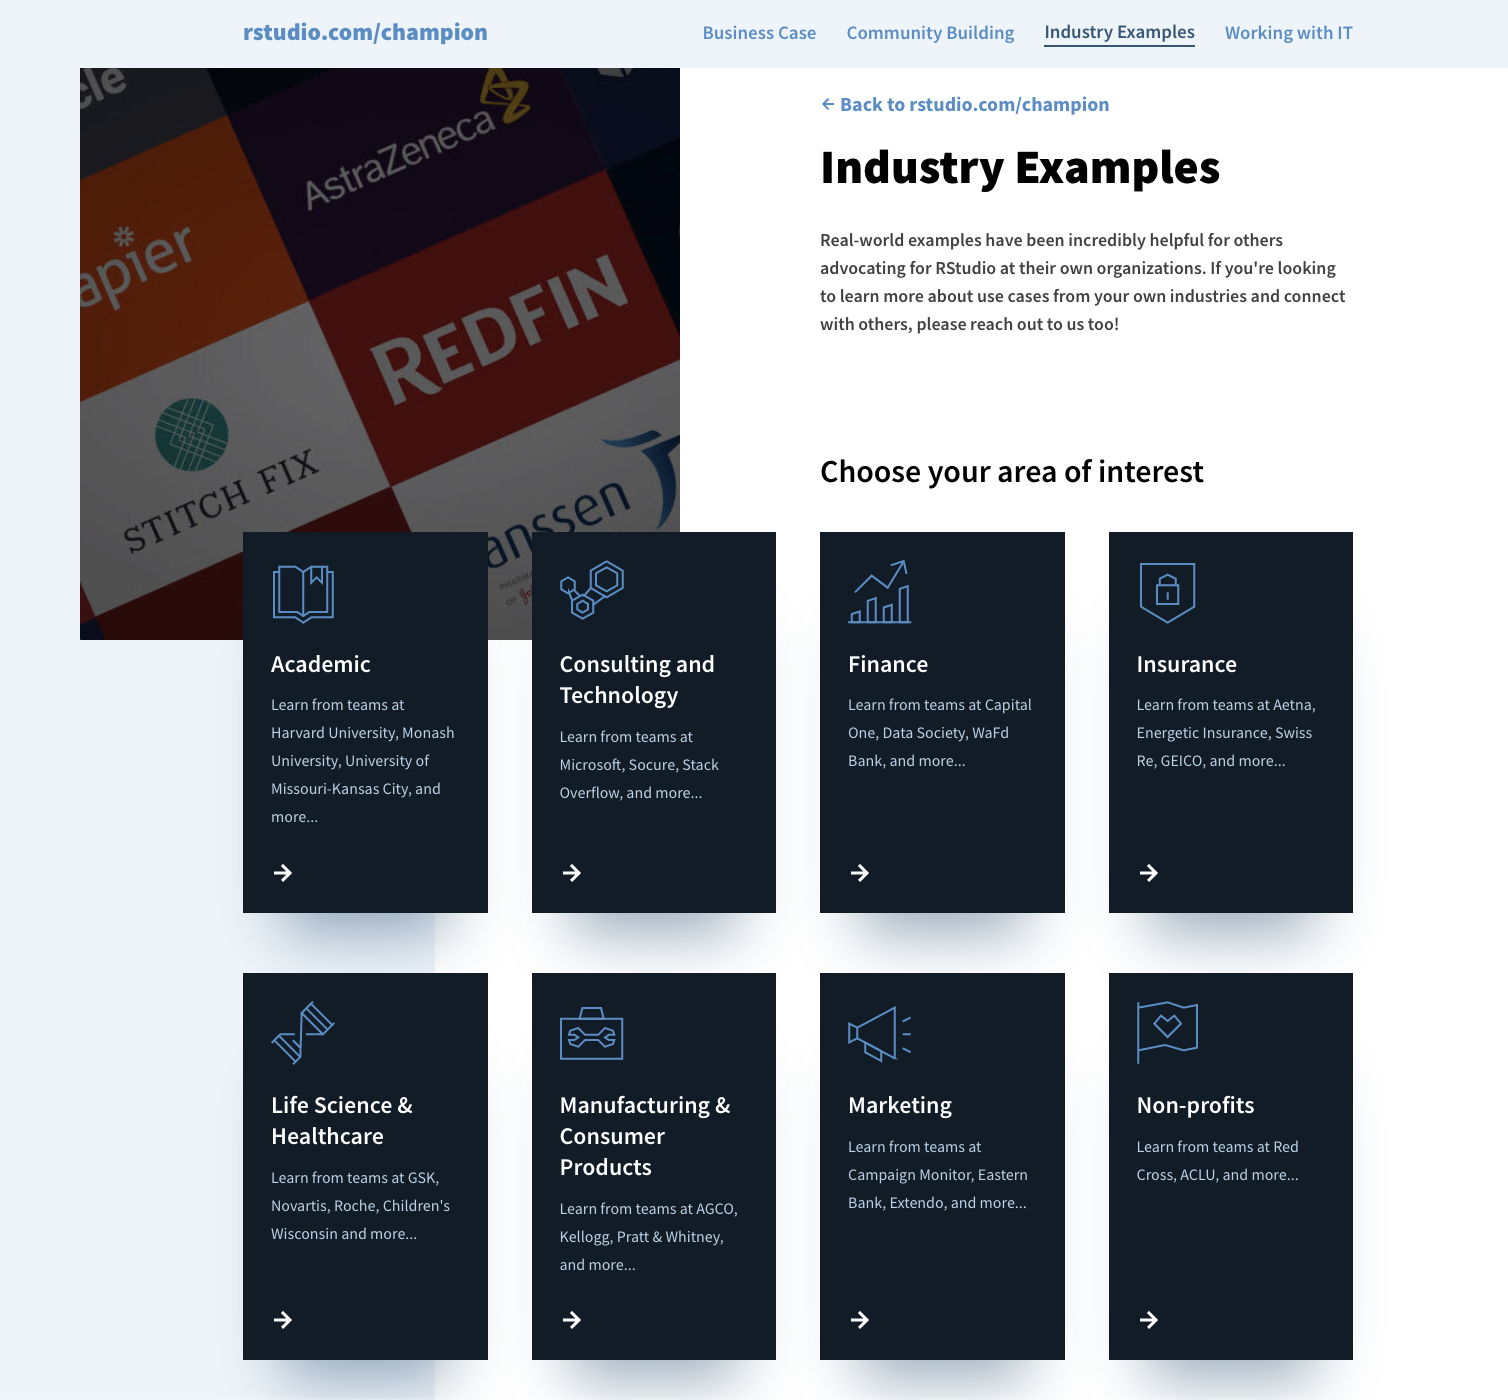 rstudio.com/champion
Business Case
Community Building
Industry Examples
Working with IT
cle
AstraZeneca
apier
REDFIN
STITCH FIX
anssen
← Back to rstudio.com/champion
Industry Examples
Real-world examples have been incredibly helpful for others
advocating for RStudio at their own organizations. If you're looking
to learn more about use cases from your own industries and connect
with others, please reach out to us too!
Choose your area of interest
Academic
Learn from teams at
Harvard University, Monash
University, University of
Missouri-Kansas City, and
more...
Consulting and
Technology
Learn from teams at
Microsoft, Socure, Stack
Overflow, and more...
Finance
Learn from teams at Capital
One, Data Society, WaFd
Bank, and more...
Insurance
Learn from teams at Aetna,
Energetic Insurance, Swiss
Re, GEICO, and more...
Life Science &
Healthcare
Learn from teams at GSK,
Novartis, Roche, Children's
Wisconsin and more...
Manufacturing &
Consumer
Products
Learn from teams at AGCO,
Kellogg, Pratt & Whitney,
and more...
Marketing
Learn from teams at
Campaign Monitor, Eastern
Bank, Extendo, and more...
Non-profits
Learn from teams at Red
Cross, ACLU, and more...